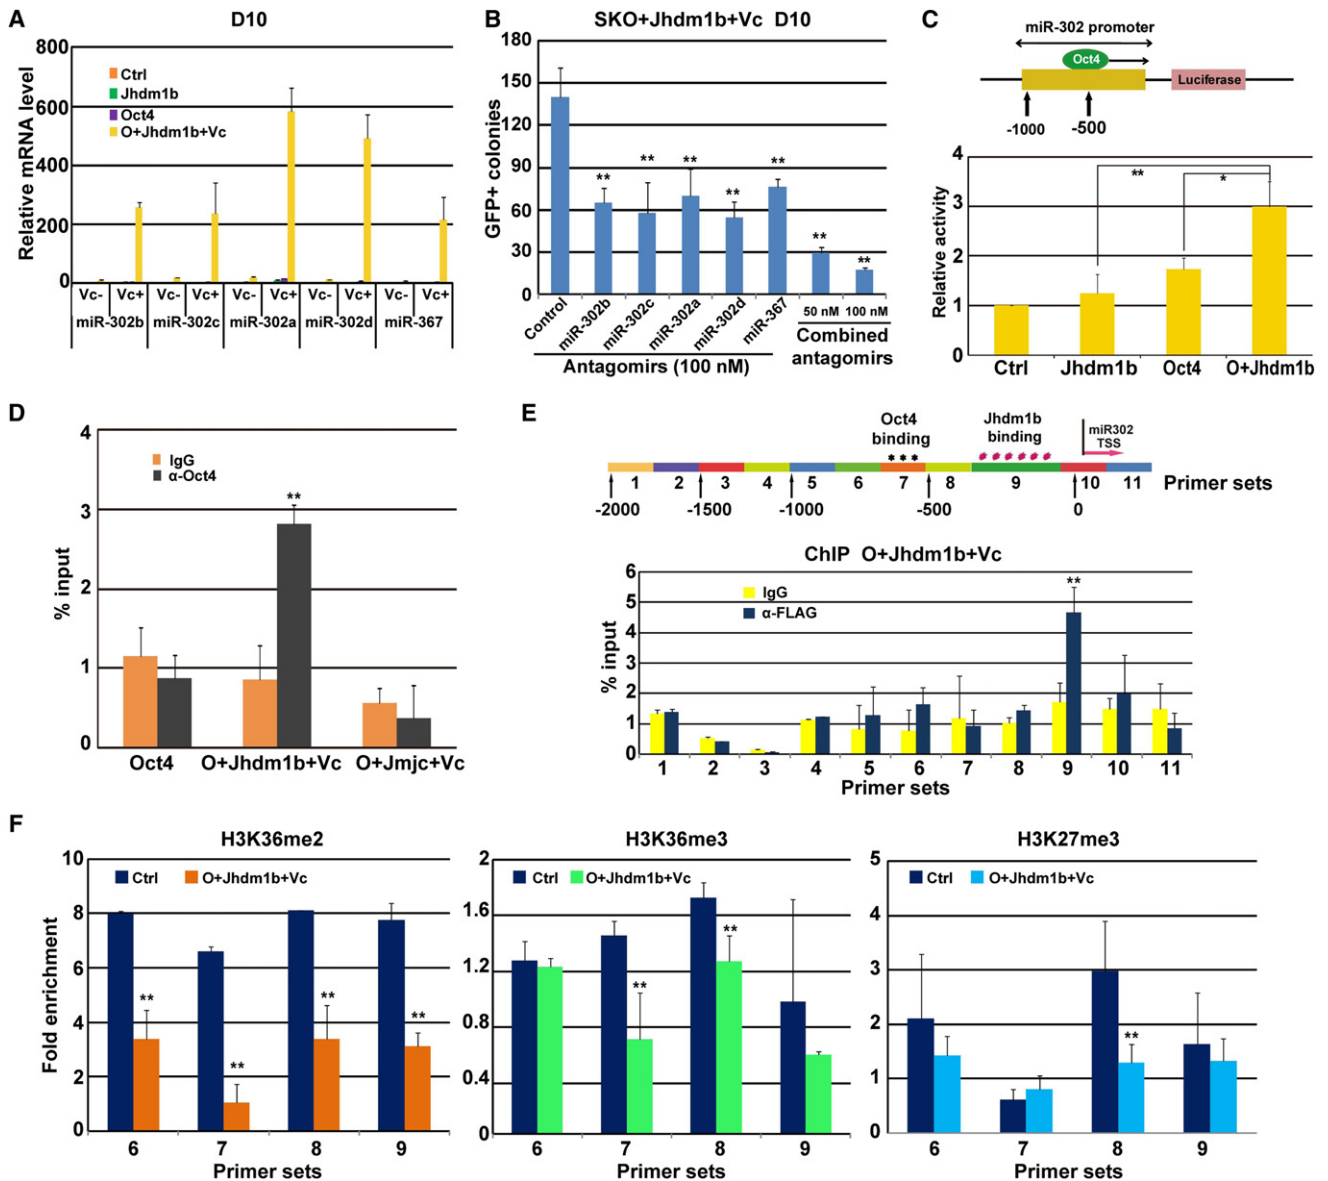 A
D10
Relative mRNA level
800
600
400
200
0
Ctrl
Jhdm1b
Oct4
O+Jhdm1b+Vc
Vc- Vc+ Vc- Vc+ Vc- Vc+ Vc- Vc+ Vc- Vc+
miR-302b miR-302c miR-302a miR-302d miR-367
B
SKO+Jhdm1b+Vc D10
GFP+ colonies
180
150
120
90
60
30
0
** ** ** ** ** ** **
Control miR-302b miR-302c miR-302a miR-302d miR-367 50 nM 100 nM
Antagomirs (100 nM)
Combined
antagomirs
C
miR-302 promoter
Oct4
Luciferase
-1000 -500
Relative activity
4
3
2
1
0
** *
Ctrl Jhdm1b Oct4 O+Jhdm1b
D
% input
4
3
2
1
0
IgG
α-Oct4
**
Oct4 O+Jhdm1b+Vc O+Jmjc+Vc
E
Oct4
binding
Jhdm1b
binding
miR302
TSS
1 2 3 4 5 6 7 8 9 10 11 Primer sets
-2000 -1500 -1000 -500 0
ChIP O+Jhdm1b+Vc
% input
6
5
4
3
2
1
0
IgG
α-FLAG
**
1 2 3 4 5 6 7 8 9 10 11
Primer sets
F
H3K36me2
Fold enrichment
10
8
6
4
2
0
Ctrl O+Jhdm1b+Vc
** ** ** **
6 7 8 9
Primer sets
H3K36me3
2
1.6
1.2
0.8
0.4
0
Ctrl O+Jhdm1b+Vc
** **
6 7 8 9
Primer sets
H3K27me3
5
4
3
2
1
0
Ctrl O+Jhdm1b+Vc
**
6 7 8 9
Primer sets